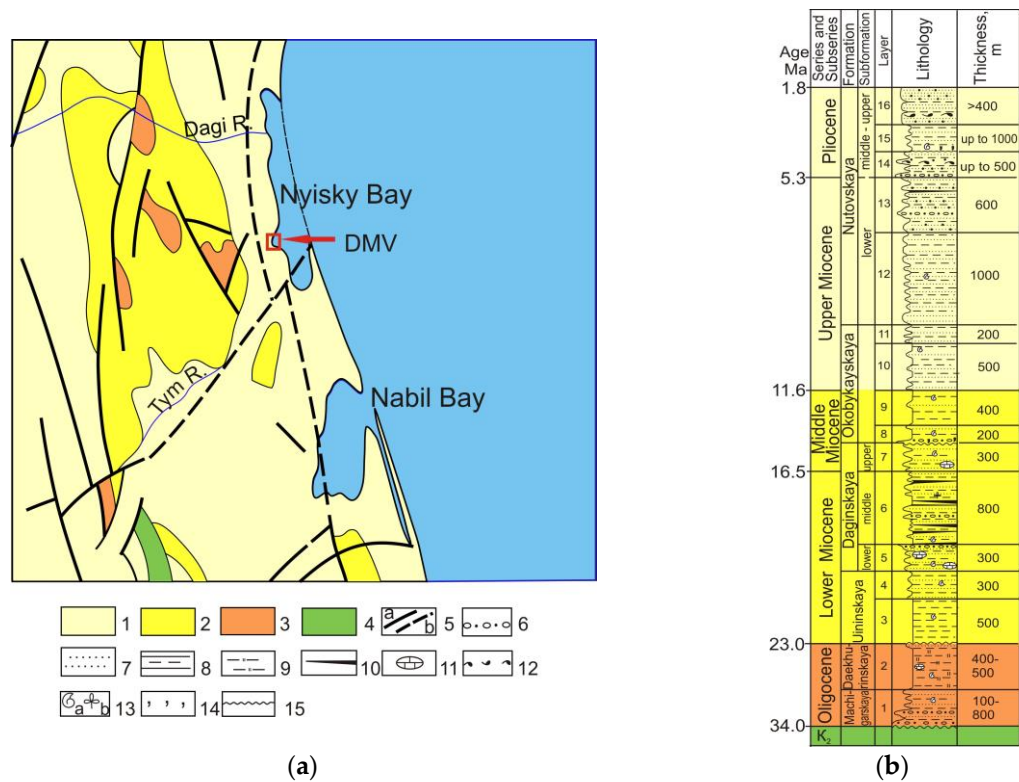 Dagi R.
Nyisky Bay
DMV
Tym R.
Nabil Bay
1 2 3 4 a b 5 6
7 8 9 10 11 12
a b 13 14 15
(a)
Age Ma
Series and Subseries
Formation
Subformation
Layer
Lithology
Thickness, m
1.8
5.3
11.6
16.5
23.0
34.0
Pliocene
Upper Miocene
Middle Miocene
Lower Miocene
Oligocene
K2
Nutovskaya
Okobykayskaya
Daginskaya
Uininskaya
Machi-garskaya
Daekhu-rinskaya
middle - upper
lower
upper
middle
lower
16 >400
15 up to 1000
14 up to 500
13 600
12 1000
11 200
10 500
9 400
8 200
7 300
6 800
5 300
4 300
3 500
2 400-500
1 100-800
(b)